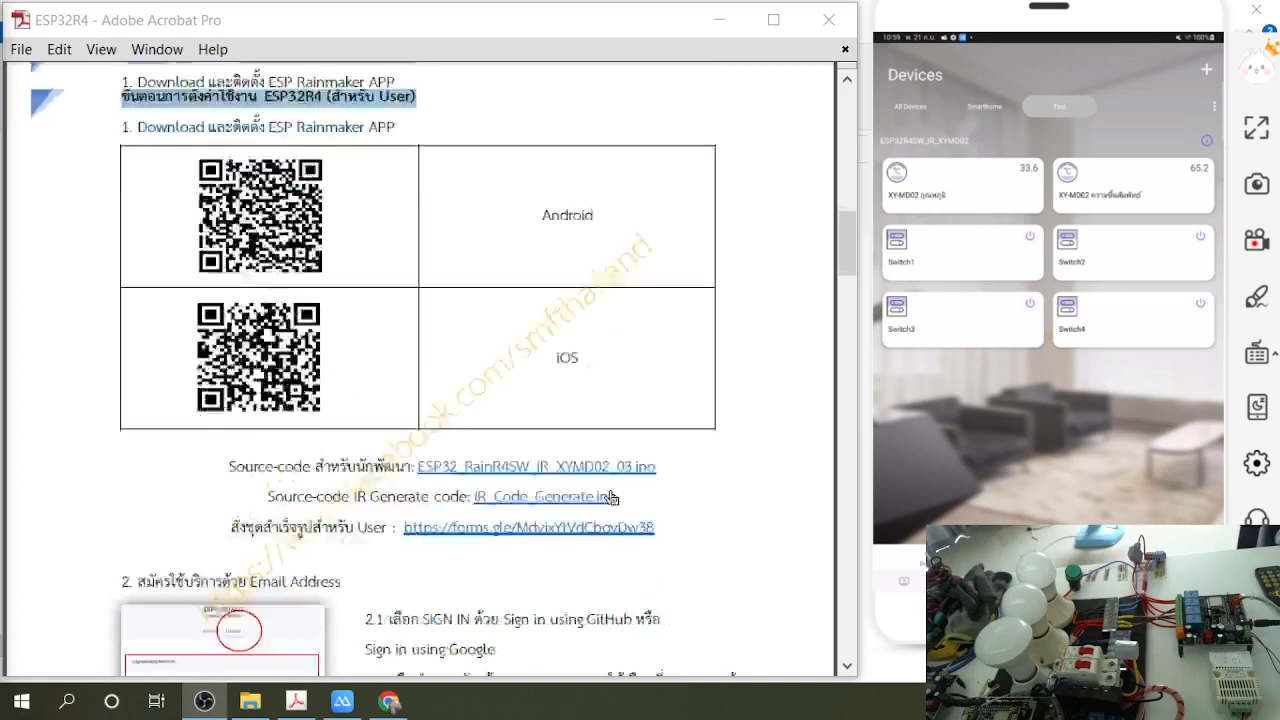 ESP32R4 - Adobe Acrobat Pro
File Edit View Window Help
1. Download และติดตั้ง ESP Rainmaker APP
ขั้นตอนการตั้งค่าใช้งาน ESP32R4 (สำหรับ User)
1. Download และติดตั้ง ESP Rainmaker APP
Android
iOS
Source-code สำหรับนักพัฒนา: ESP32_RainR4SW_IR_XYMD02_03.ino
Source-code IR Generate code: IR_Code_Generate.in
สั่งชุดสำเร็จรูปสำหรับ User :
2. สมัครใช้บริการด้วย Email Address
2.1 เลือก SIGN IN ด้วย Sign in using GitHub หรือ
Sign in using Google
10:59 พ. 21 ก.ย.
100%
Devices
+
All Devices Smarthome Test
ESP32R4SW_IR_XYMD02
33.6
XY-MD02 อุณหภูมิ
65.2
XY-MD02 ความชื้นสัมพัทธ์
Switch1
Switch2
Switch3
Switch4